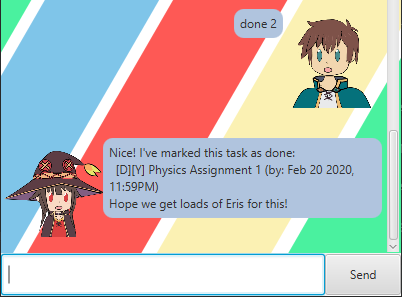 done 2
Nice! I've marked this task as done:
[D][Y] Physics Assignment 1 (by: Feb 20 2020,
11:59PM)
Hope we get loads of Eris for this!
Send